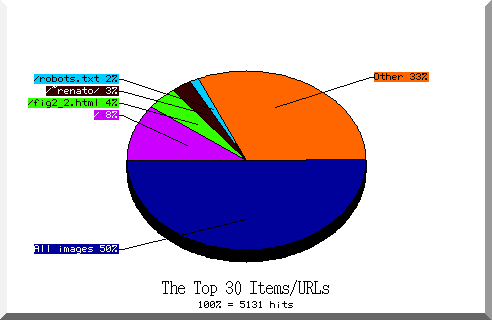 /robots.txt 2%
/~renato/ 3%
/fig2_2.html 4%
/ 8%
Other 33%
All images 50%
The Top 30 Items/URLs
100% = 5131 hits